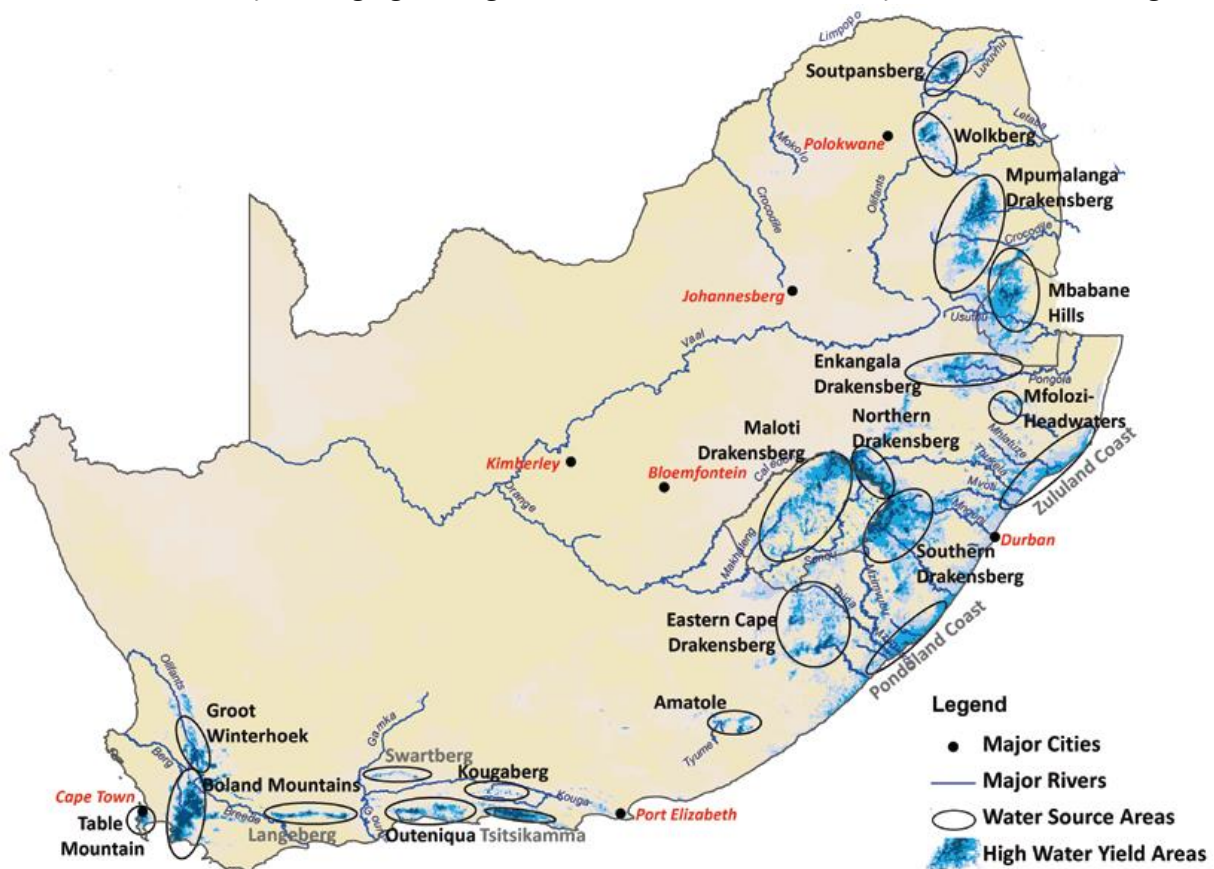 Limpopo
Soutpansberg
Luvuvhu
Polokwane
Wolkberg
Letaba
Mokolo
Mpumalanga
Drakensberg
Crocodile
Olifants
Crocodile
Johannesberg
Mbabane
Hills
Usuthu
Vaal
Enkangala
Drakensberg
Pongola
Mfolozi-
Headwaters
Northern
Drakensberg
Maloti
Drakensberg
Mhlatuze
Thukela
Zululand Coast
Kimberley
Bloemfontein
Mvoti
Mngeni
Orange
Durban
Makhaleng
Senqu
Southern
Drakensberg
Mzimvubu
Eastern Cape
Drakensberg
Pondoland Coast
Amatole
Tyume
Olifants
Groot
Winterhoek
Gamka
Berg
Swartberg
Kougaberg
Boland Mountains
Kouga
Cape Town
Breede
Gourits
Port Elizabeth
Table
Mountain
Langeberg
Outeniqua
Tsitsikamma
Legend
Major Cities
Major Rivers
Water Source Areas
High Water Yield Areas